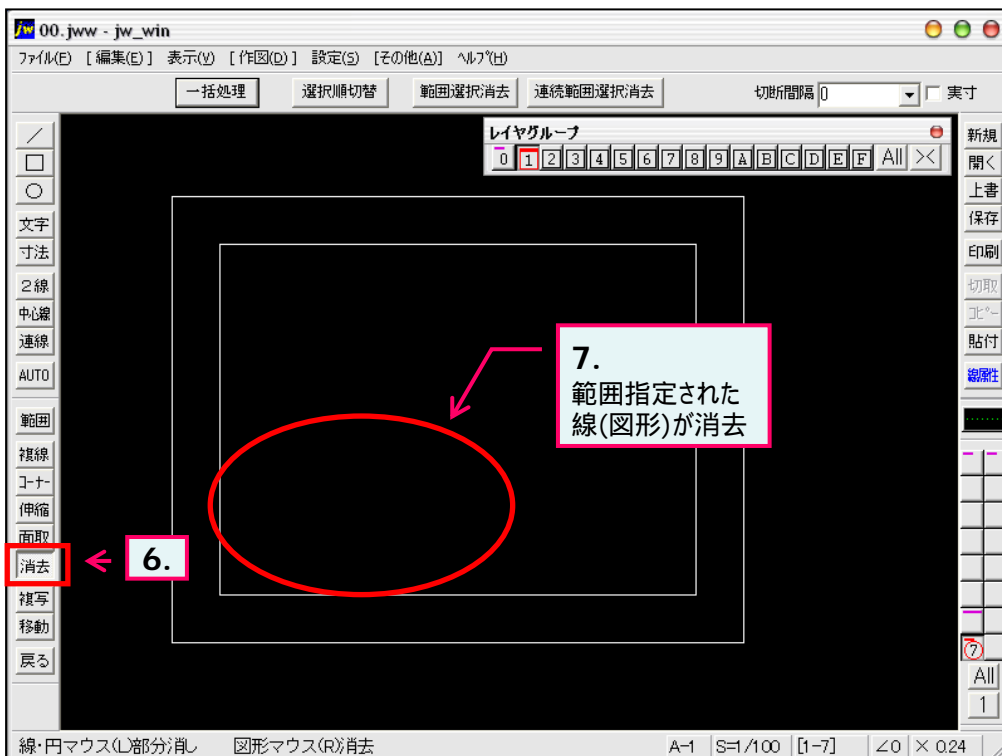 jw 00.jww - jw_win
ﾌｧｲﾙ(F) [編集(E)] 表示(V) [作図(D)] 設定(S) [その他(A)] ﾍﾙﾌﾟ(H)
一括処理 選択順切替 範囲選択消去 連続範囲選択消去 切断間隔 0 実寸
レイヤグループ
0 1 2 3 4 5 6 7 8 9 A B C D E F All ><
／
□
○
文字
寸法
２線
中心線
連線
AUTO
範囲
複線
ｺｰﾅｰ
伸縮
面取
消去
複写
移動
戻る
6.
7.
範囲指定された
線(図形)が消去
新規
開く
上書
保存
印刷
切取
ｺﾋﾟｰ
貼付
線属性
7
All
1
線・円マウス(L)部分消し 図形マウス(R)消去 A-1 S=1/100 [1-7] ∠0 × 0.24